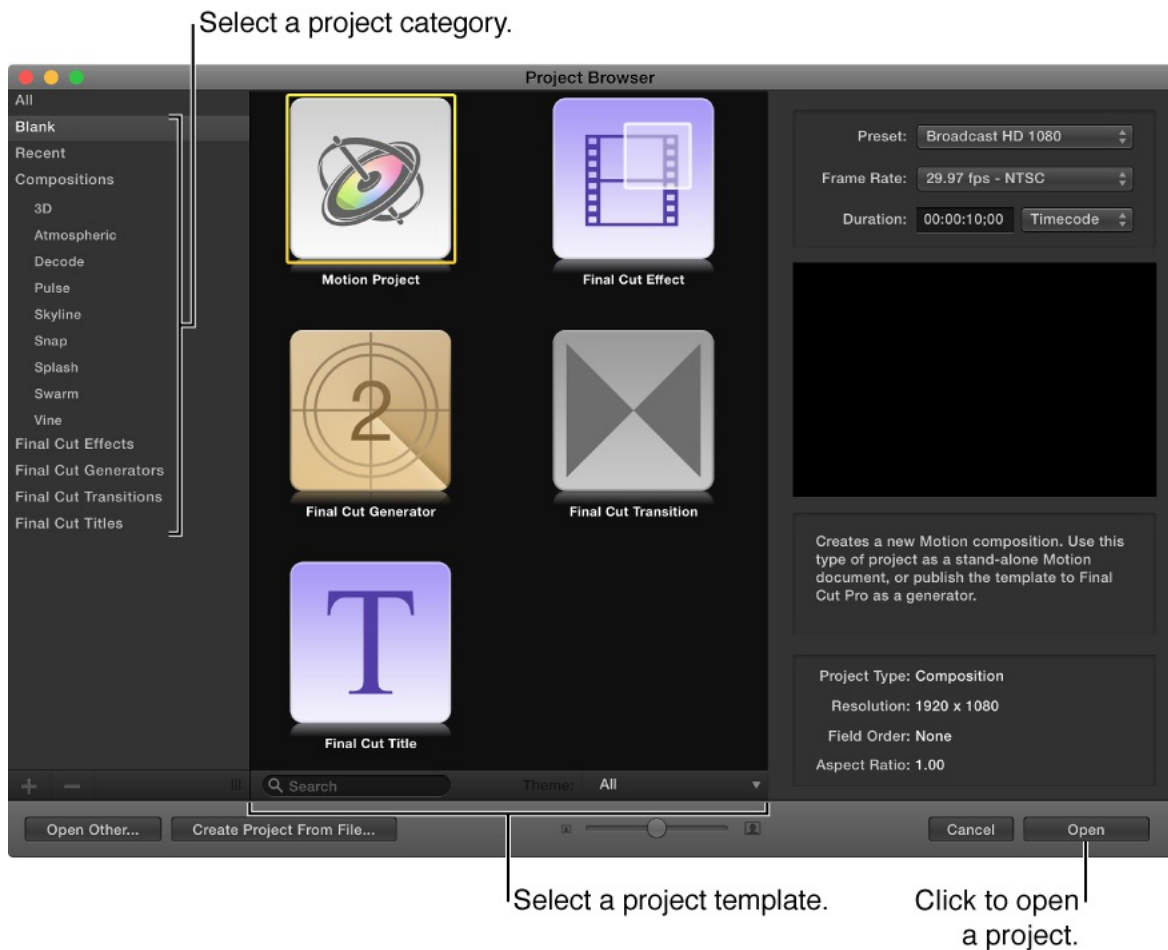 Select a project category.
Project Browser
All
Blank
Recent
Compositions
3D
Atmospheric
Decode
Pulse
Skyline
Snap
Splash
Swarm
Vine
Final Cut Effects
Final Cut Generators
Final Cut Transitions
Final Cut Titles
Motion Project
Final Cut Effect
2
Final Cut Generator
Final Cut Transition
T
Final Cut Title
Search
Theme: All
Preset: Broadcast HD 1080
Frame Rate: 29.97 fps - NTSC
Duration: 00:00:10;00 Timecode
Creates a new Motion composition. Use this
type of project as a stand-alone Motion
document, or publish the template to Final
Cut Pro as a generator.
Project Type: Composition
Resolution: 1920 x 1080
Field Order: None
Aspect Ratio: 1.00
Open Other...
Create Project From File...
Cancel
Open
Select a project template.
Click to open
a project.